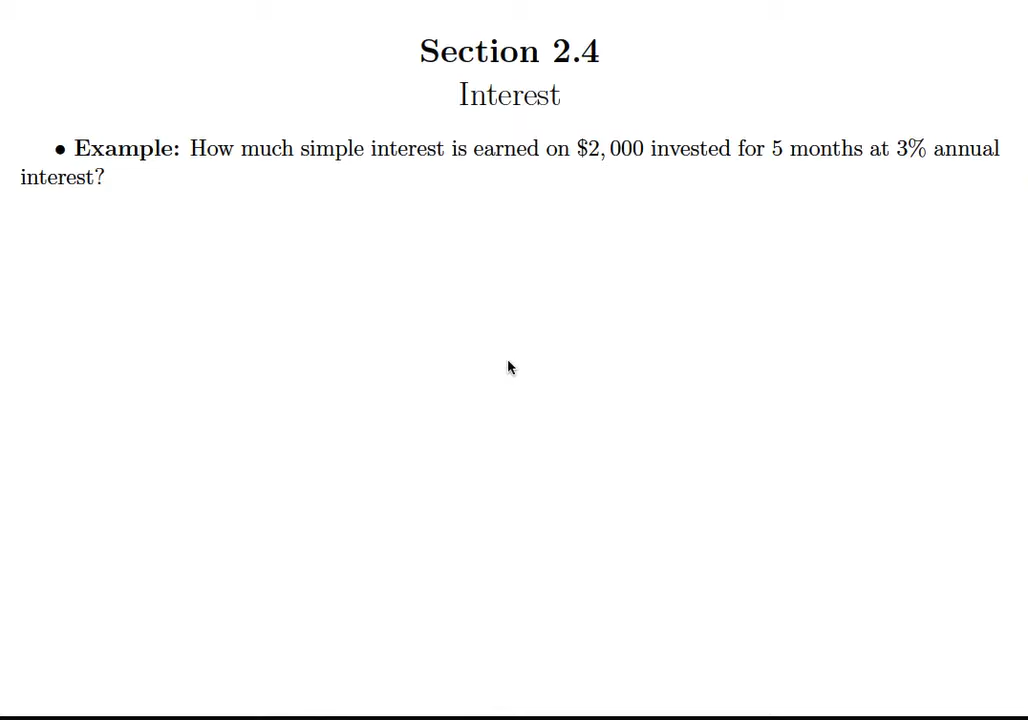 Section 2.4
Interest
• Example: How much simple interest is earned on $2,000 invested for 5 months at 3% annual
interest?